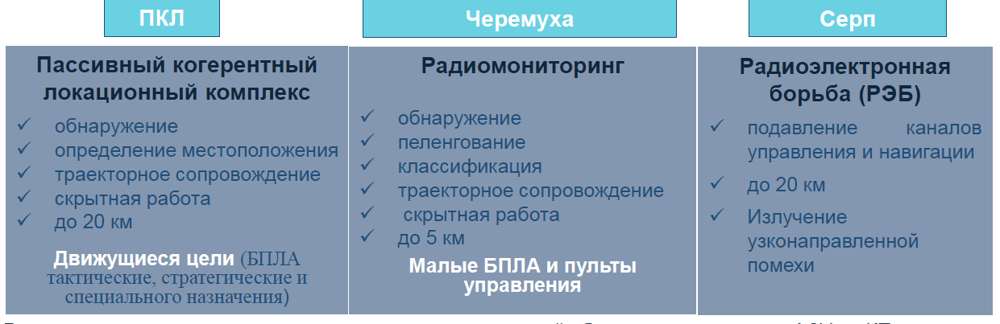 ПКЛ
Пассивный когерентный
локационный комплекс
✓ обнаружение
✓ определение местоположения
✓ траекторное сопровождение
✓ скрытная работа
✓ до 20 км
Движущиеся цели (БПЛА
тактические, стратегические и
специального назначения)
Черемуха
Радиомониторинг
✓ обнаружение
✓ пеленгование
✓ классификация
✓ траекторное сопровождение
✓ скрытная работа
✓ до 5 км
Малые БПЛА и пульты
управления
Серп
Радиоэлектронная
борьба (РЭБ)
✓ подавление каналов
управления и навигации
✓ до 20 км
✓ Излучение
узконаправленной
помехи